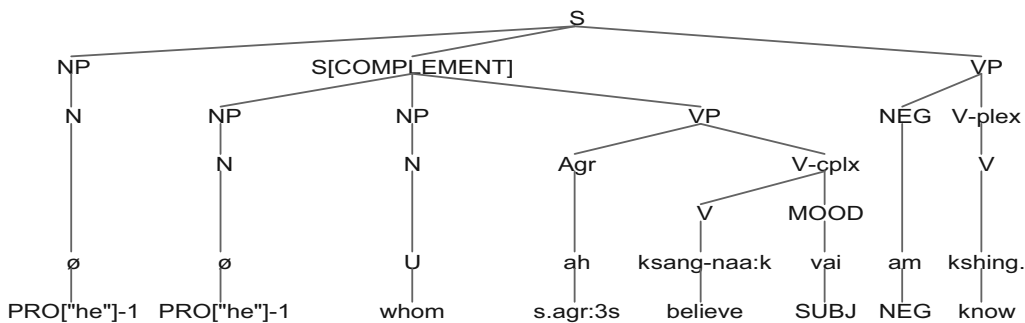 S
NP S[COMPLEMENT] VP
N NP NP VP NEG V-plex
N N Agr V-cplx V
V MOOD
ø ø U ah ksang-naa:k vai am kshing.
PRO["he"]-1 PRO["he"]-1 whom s.agr:3s believe SUBJ NEG know